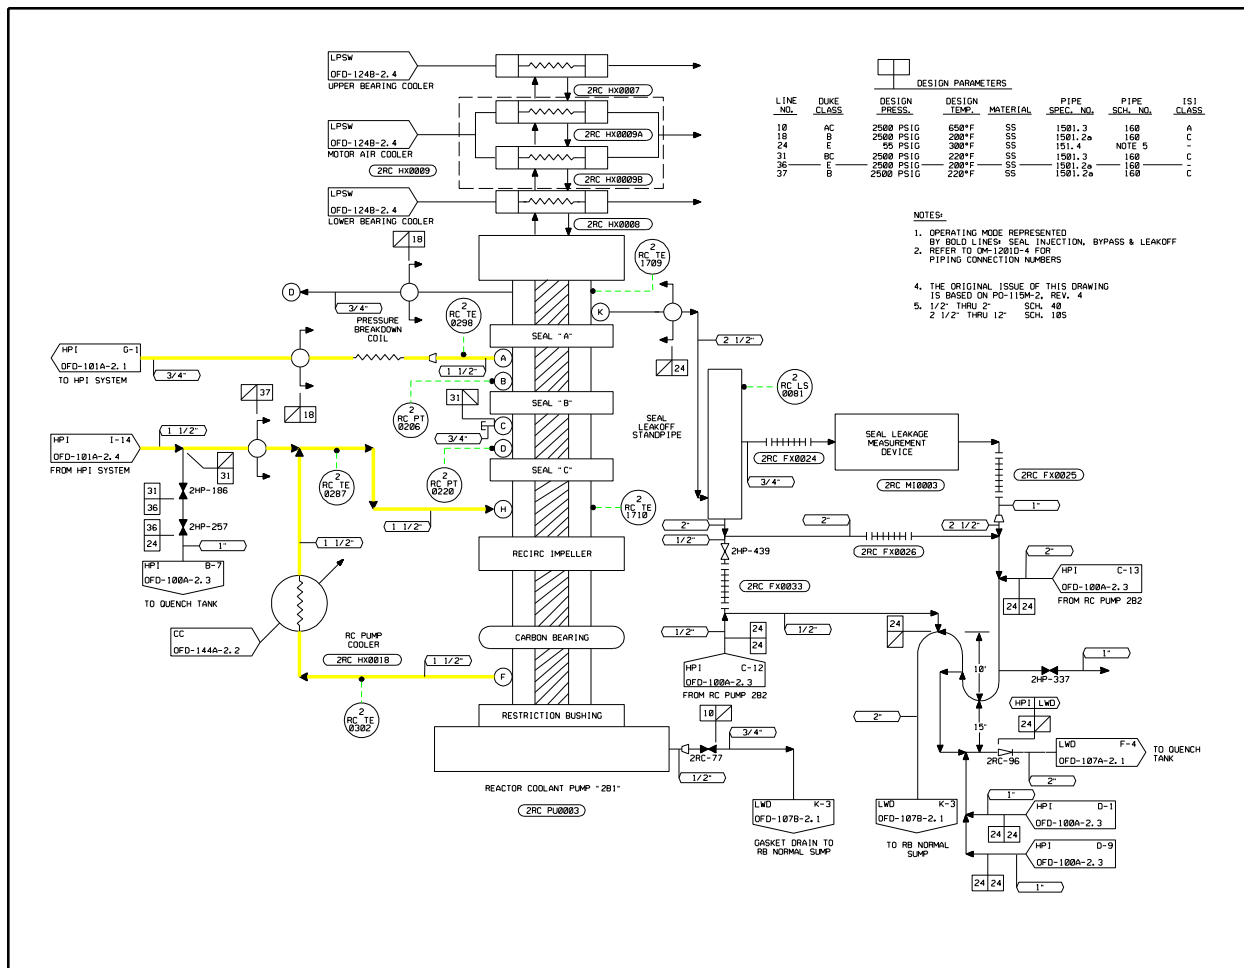 LPSW
OFD-124B-2.4
UPPER BEARING COOLER
2RC HX0007
2RC HX0009A
LPSW
OFD-124B-2.4
MOTOR AIR COOLER
2RC HX0009
2RC HX0009B
LPSW
OFD-124B-2.4
LOWER BEARING COOLER
2RC HX0008
DESIGN PARAMETERS
LINE NO. DUKE CLASS DESIGN PRESS. DESIGN TEMP. MATERIAL PIPE SPEC. NO. PIPE SCH. NO. ISI CLASS
10 AC 2500 PSIG 650°F SS 1501.3 160 A
18 B 2500 PSIG 200°F SS 1501.2a 160 C
24 E 55 PSIG 300°F SS 151.4 NOTE 5 -
31 BC 2500 PSIG 220°F SS 1501.3 160 C
36 E 2500 PSIG 200°F SS 1501.2a 160 -
37 B 2500 PSIG 220°F SS 1501.2a 160 C
NOTES:
1. OPERATING MODE REPRESENTED
BY BOLD LINES: SEAL INJECTION, BYPASS & LEAKOFF
2. REFER TO OM-1201D-4 FOR
PIPING CONNECTION NUMBERS
4. THE ORIGINAL ISSUE OF THIS DRAWING
IS BASED ON PO-115M-2, REV. 4
5. 1/2" THRU 2" SCH. 40
2 1/2" THRU 12" SCH. 10S
18
2
RC TE
1709
D
3/4"
K
PRESSURE
BREAKDOWN
COIL
2
RC TE
0298
SEAL "A"
2 1/2"
24
HPI G-1
OFD-101A-2.1
TO HPI SYSTEM
3/4"
1 1/2"
A
B
37
18
2
RC PT
0206
31
SEAL "B"
C
3/4"
D
2
RC LS
0081
SEAL
LEAKOFF
STANDPIPE
HPI I-14
OFD-101A-2.4
FROM HPI SYSTEM
1 1/2"
31
2
RC TE
0287
2
RC PT
0220
SEAL "C"
2RC FX0024
3/4"
SEAL LEAKAGE
MEASUREMENT
DEVICE
2RC MI0003
2RC FX0025
31
36
2HP-186
36
24
2HP-257
1"
HPI B-7
OFD-100A-2.3
TO QUENCH TANK
1 1/2"
1 1/2"
H
2
RC TE
1710
2"
1/2"
2HP-439
2"
2RC FX0026
1"
2 1/2"
2"
HPI C-13
OFD-100A-2.3
FROM RC PUMP 2B2
24 24
RECIRC IMPELLER
2RC FX0033
CC
OFD-144A-2.2
RC PUMP
COOLER
2RC HX0018
1 1/2"
CARBON BEARING
1/2"
24
24
1/2"
24
HPI C-12
OFD-100A-2.3
FROM RC PUMP 2B2
10'
1"
2HP-337
F
2
RC TE
0302
RESTRICTION BUSHING
10
3/4"
2RC-77
1/2"
2"
15"
HPI LWD
24
2RC-96
2"
LWD F-4
OFD-107A-2.1
TO QUENCH
TANK
REACTOR COOLANT PUMP "2B1"
2RC PU0003
LWD K-3
OFD-107B-2.1
GASKET DRAIN TO
RB NORMAL SUMP
LWD K-3
OFD-107B-2.1
TO RB NORMAL
SUMP
1"
HPI D-1
OFD-100A-2.3
24 24
HPI D-9
OFD-100A-2.3
24 24
1"